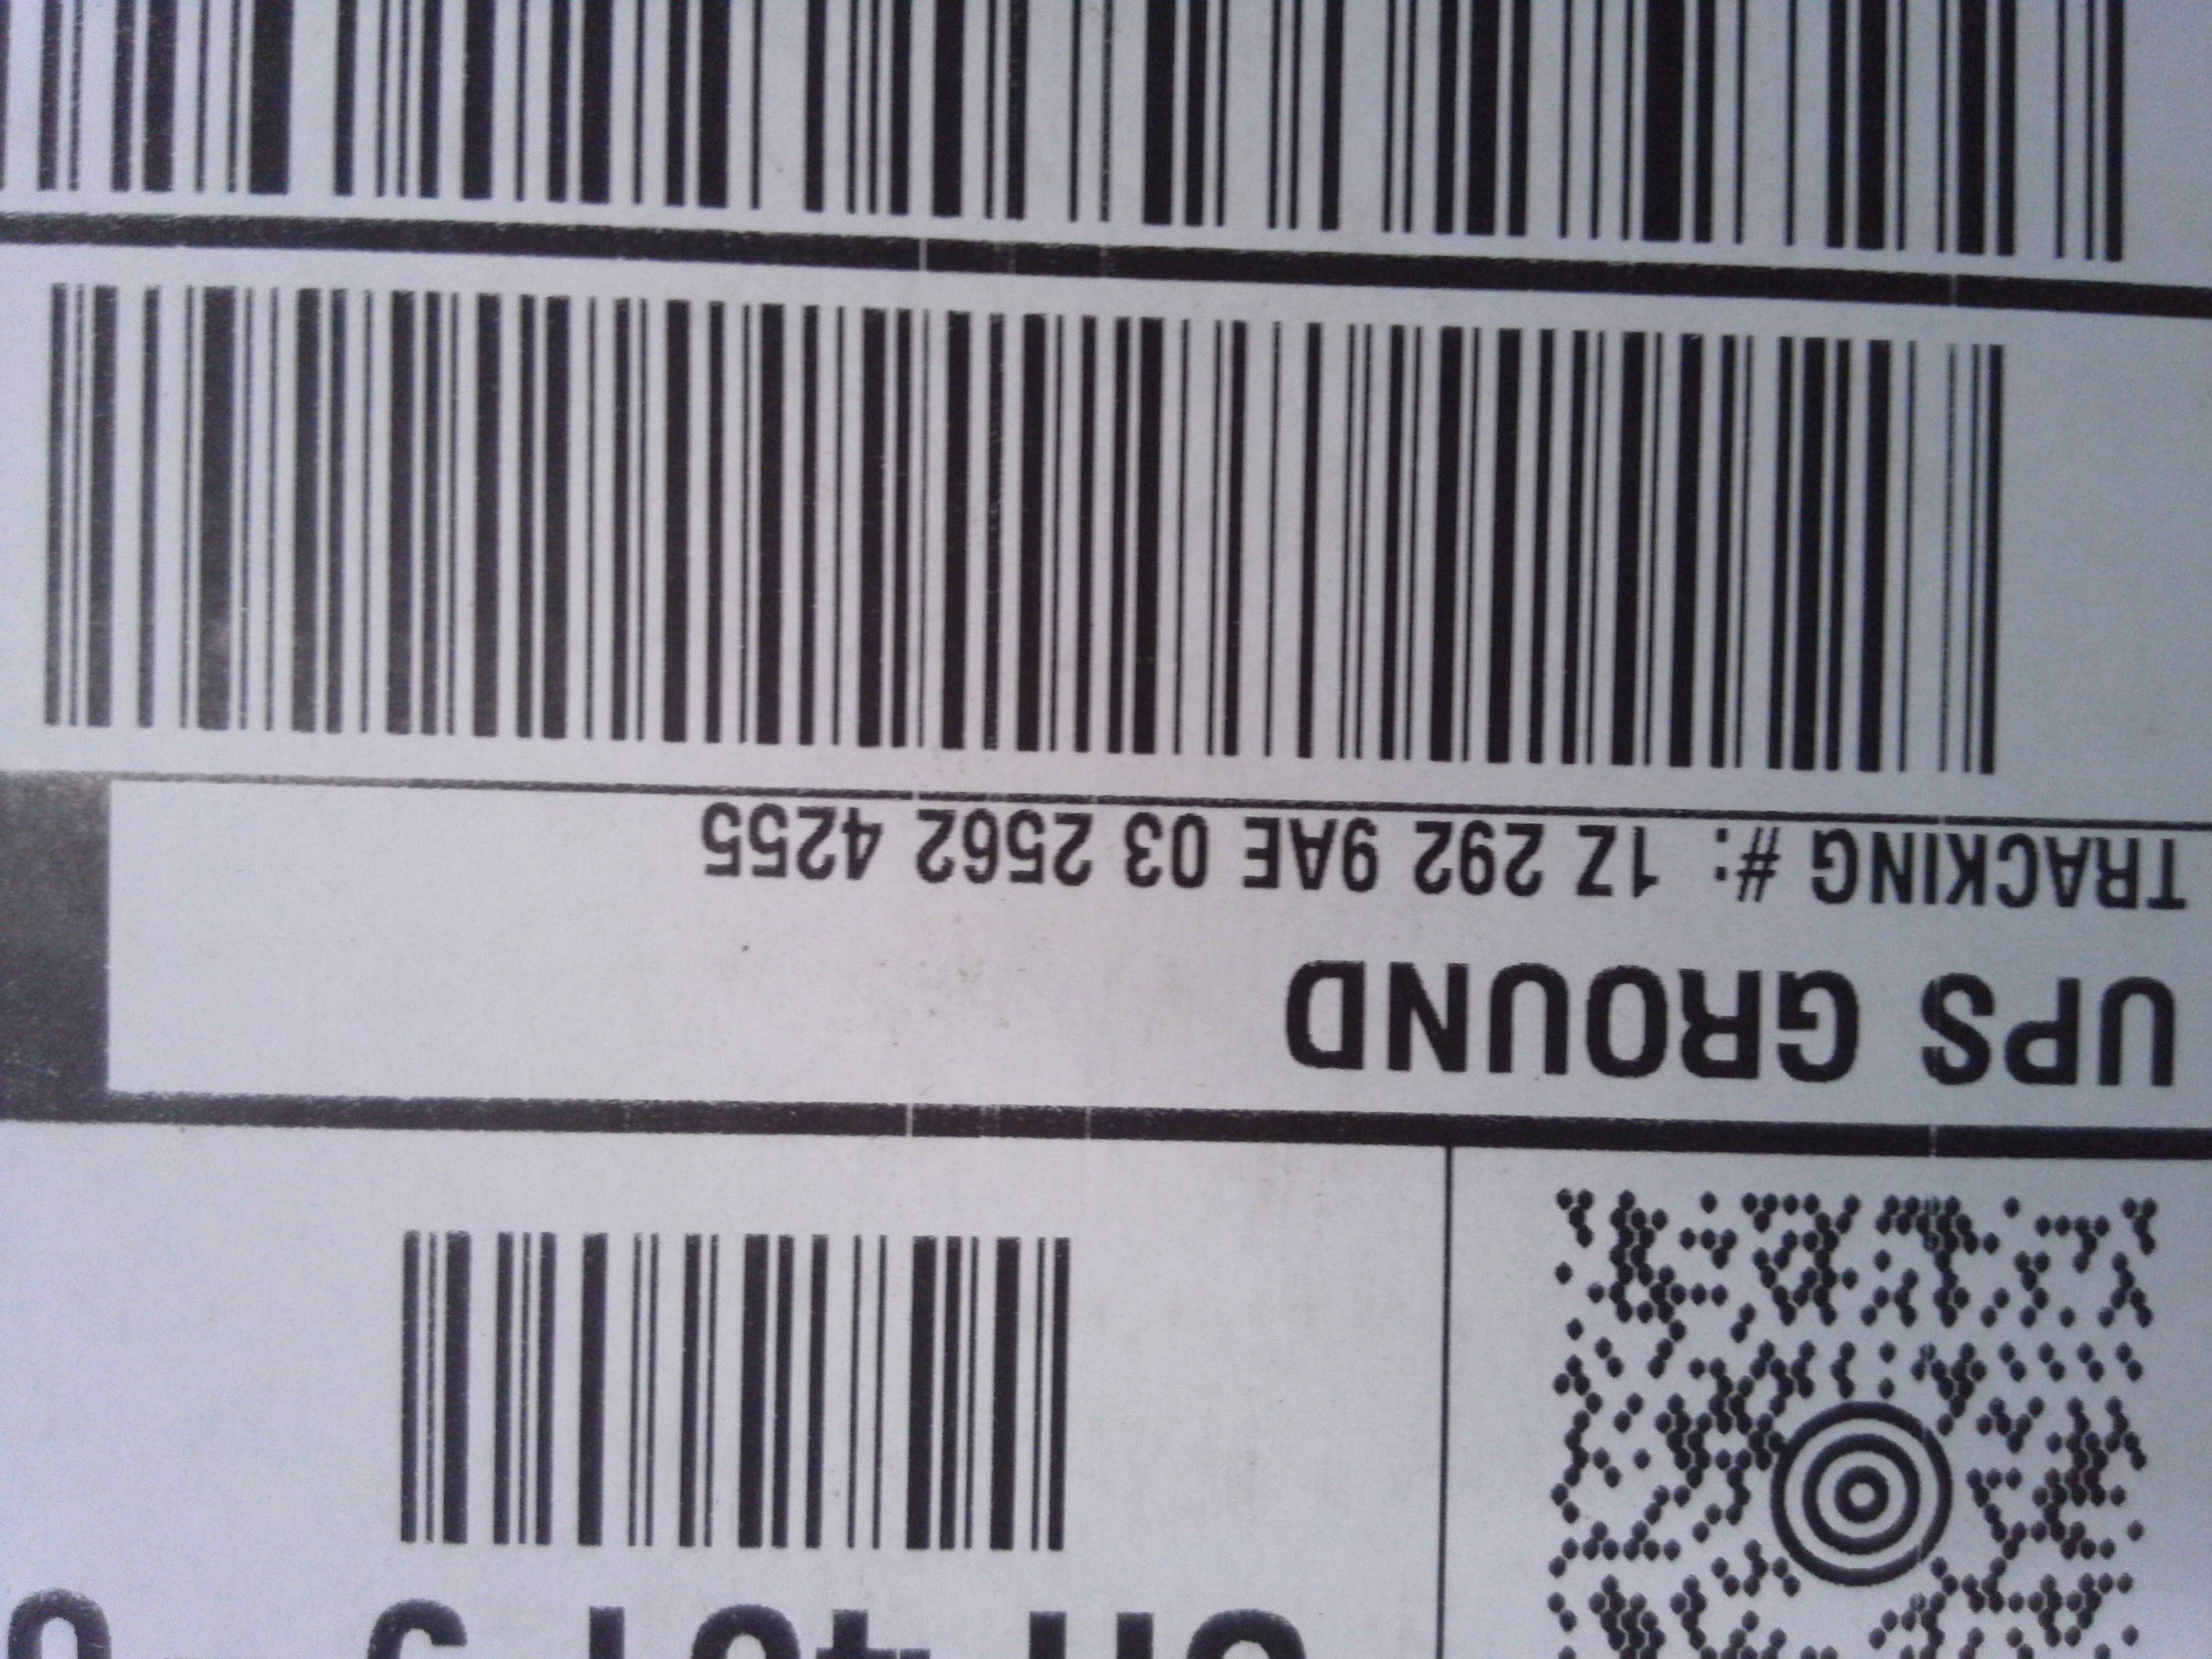 UPS GROUND
TRACKING #: 1Z 292 9AE 03 2562 4255